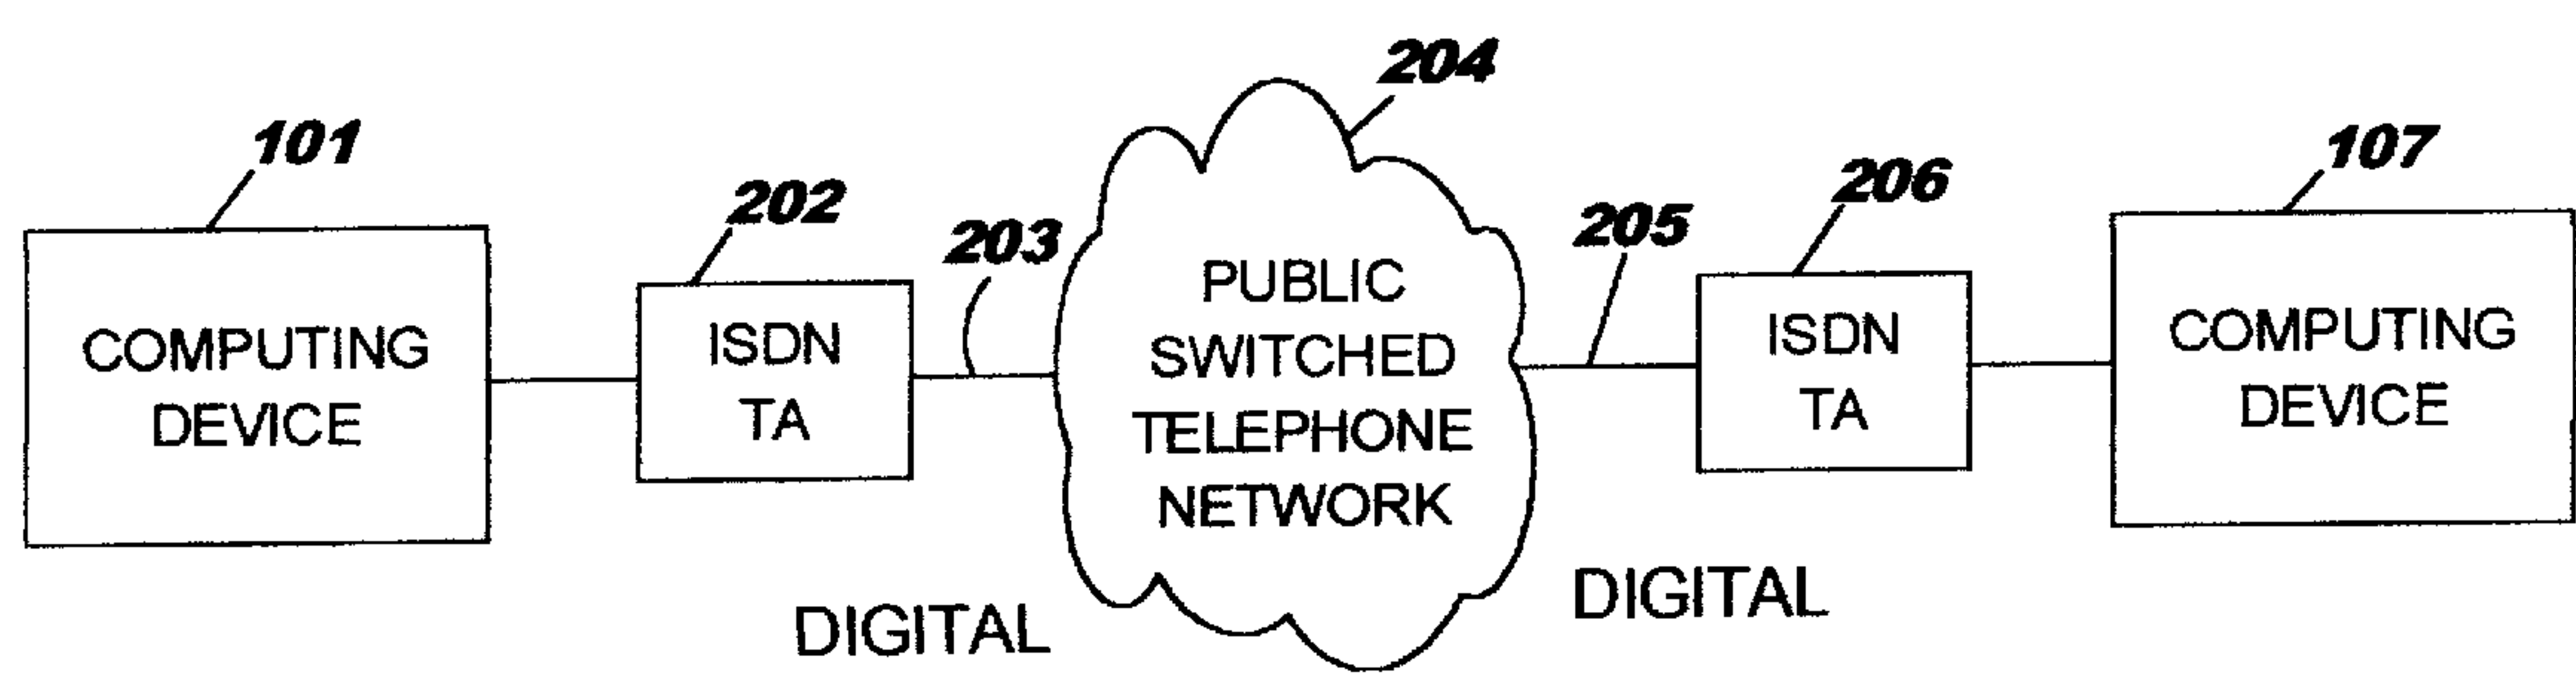 101
COMPUTING
DEVICE
202
ISDN
TA
203
204
PUBLIC
SWITCHED
TELEPHONE
NETWORK
205
206
ISDN
TA
107
COMPUTING
DEVICE
DIGITAL
DIGITAL